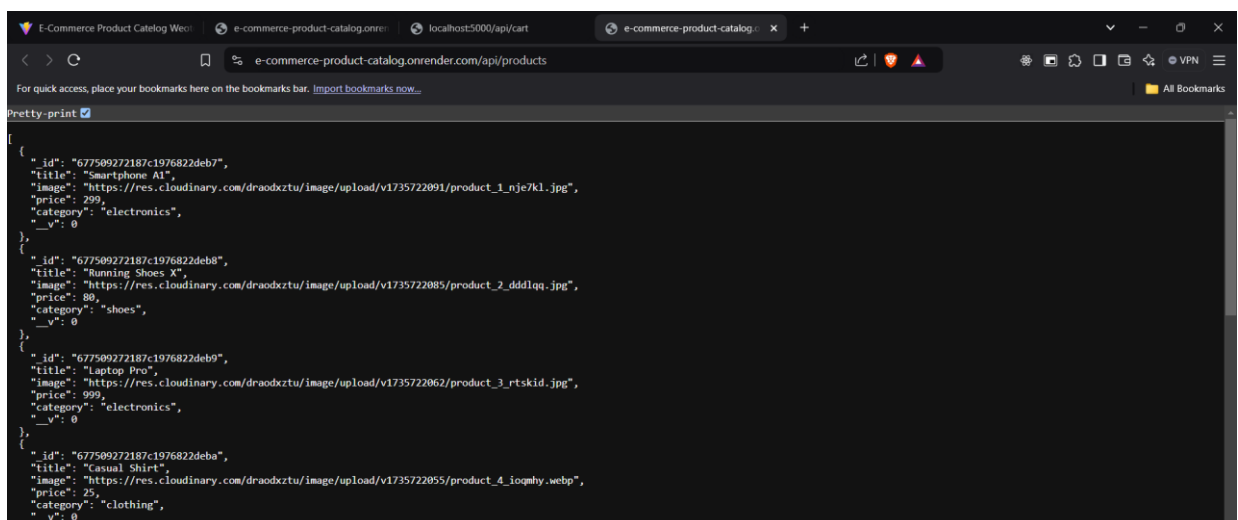 E-Commerce Product Catelog Weot
e-commerce-product-catalog.onren
localhost:5000/api/cart
e-commerce-product-catalog.o
e-commerce-product-catalog.onrender.com/api/products
VPN
For quick access, place your bookmarks here on the bookmarks bar. Import bookmarks now...
All Bookmarks
Pretty-print
[
  {
    "_id": "677509272187c1976822deb7",
    "title": "Smartphone A1",
    "image": "https://res.cloudinary.com/draodxztu/image/upload/v1735722091/product_1_nje7kl.jpg",
    "price": 299,
    "category": "electronics",
    "__v": 0
  },
  {
    "_id": "677509272187c1976822deb8",
    "title": "Running Shoes X",
    "image": "https://res.cloudinary.com/draodxztu/image/upload/v1735722085/product_2_dddlqq.jpg",
    "price": 80,
    "category": "shoes",
    "__v": 0
  },
  {
    "_id": "677509272187c1976822deb9",
    "title": "Laptop Pro",
    "image": "https://res.cloudinary.com/draodxztu/image/upload/v1735722062/product_3_rtskid.jpg",
    "price": 999,
    "category": "electronics",
    "__v": 0
  },
  {
    "_id": "677509272187c1976822deba",
    "title": "Casual Shirt",
    "image": "https://res.cloudinary.com/draodxztu/image/upload/v1735722055/product_4_ioqmhy.webp",
    "price": 25,
    "category": "clothing",
    "__v": 0